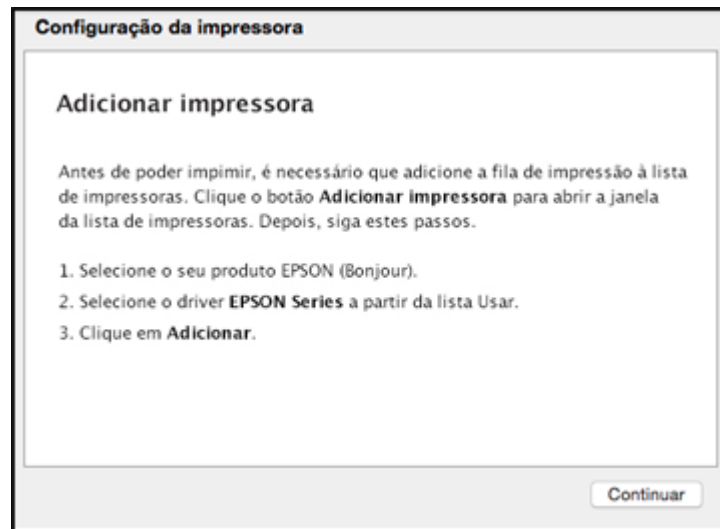 Configuração da impressora
Adicionar impressora
Antes de poder impimir, é necessário que adicione a fila de impressão à lista
de impressoras. Clique o botão Adicionar impressora para abrir a janela
da lista de impressoras. Depois, siga estes passos.
1. Selecione o seu produto EPSON (Bonjour).
2. Selecione o driver EPSON Series a partir da lista Usar.
3. Clique em Adicionar.
Continuar